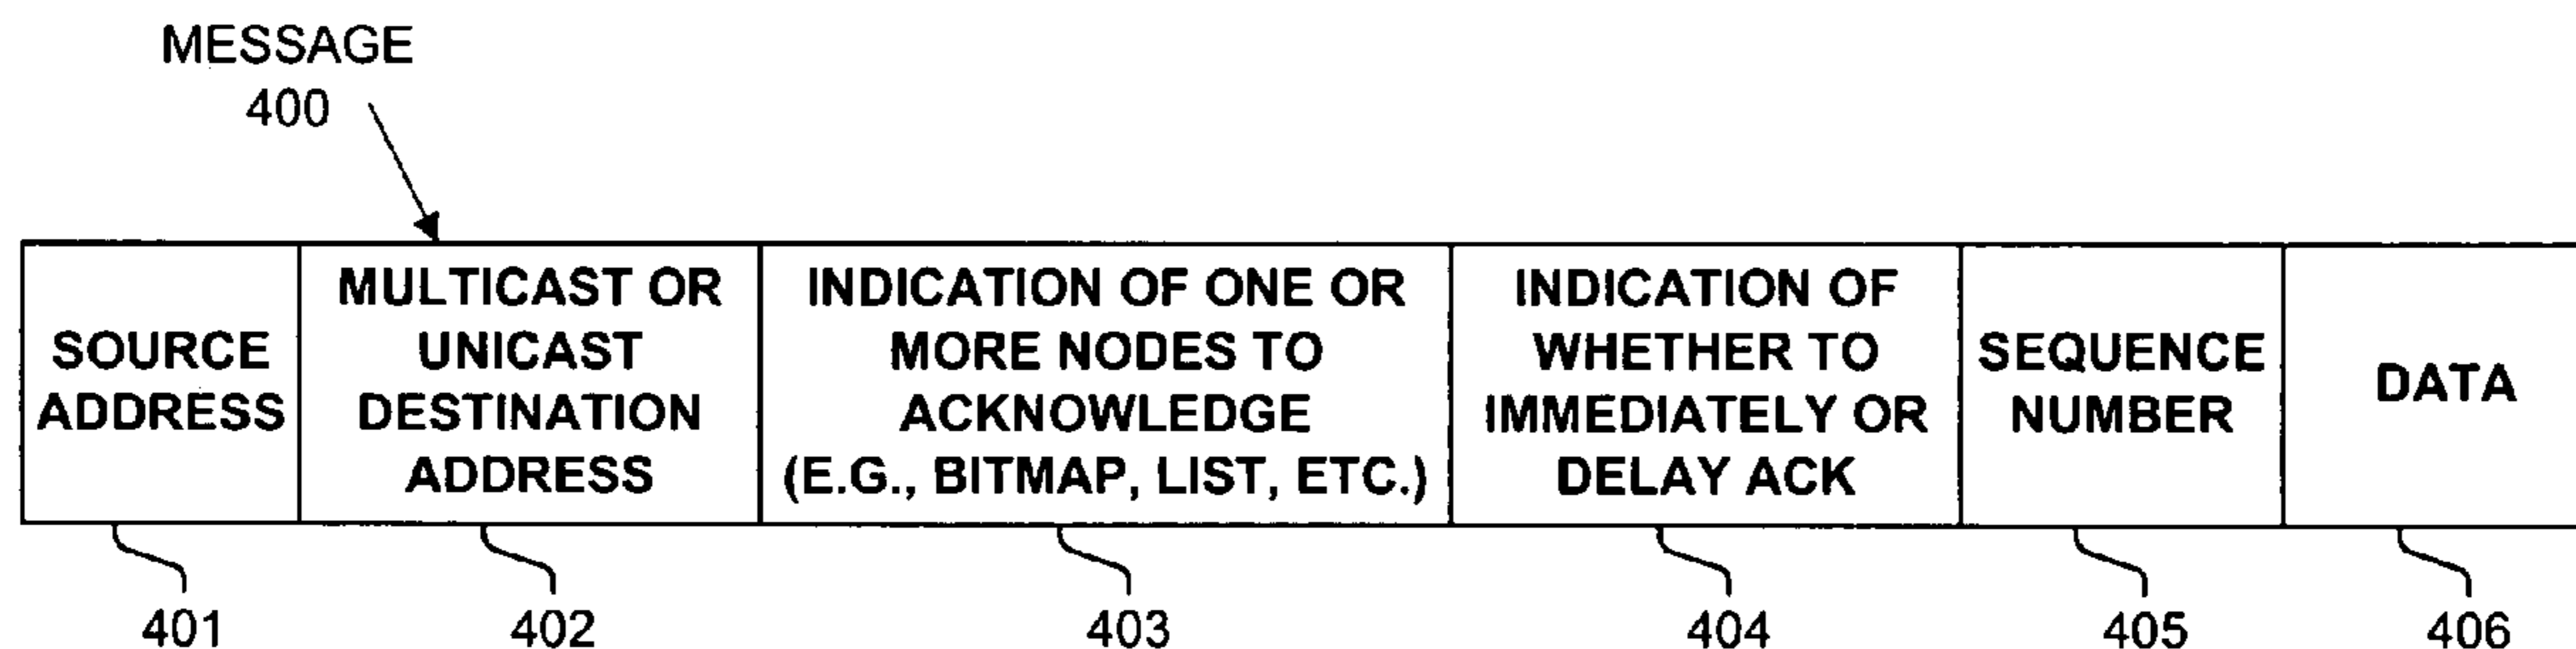 MESSAGE
400
SOURCE
ADDRESS
MULTICAST OR
UNICAST
DESTINATION
ADDRESS
INDICATION OF ONE OR
MORE NODES TO
ACKNOWLEDGE
(E.G., BITMAP, LIST, ETC.)
INDICATION OF
WHETHER TO
IMMEDIATELY OR
DELAY ACK
SEQUENCE
NUMBER
DATA
401
402
403
404
405
406